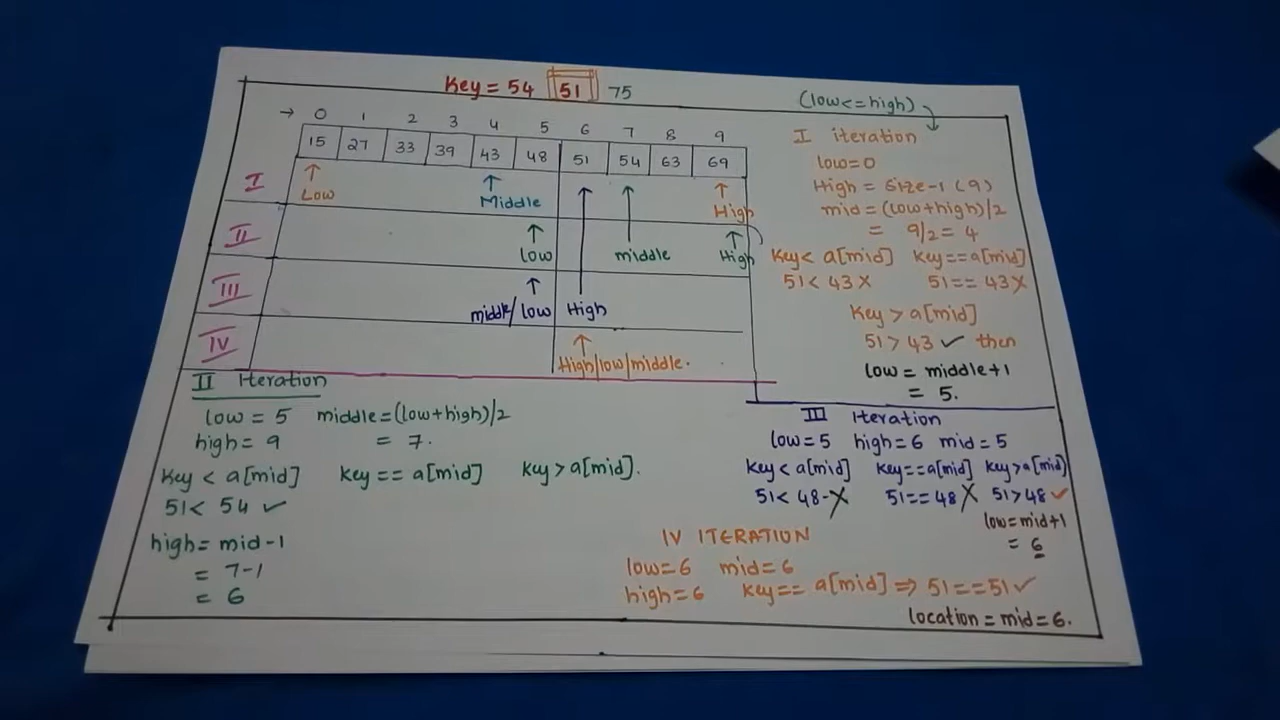 Key = 54 51 75
→ 0 1 2 3 4 5 6 7 8 9
15 27 33 39 43 48 51 54 63 69
I
↑ ↑ ↑ ↑ ↑
Low Middle High
II
↑ ↑
low middle High
III
↑
middle/low High
IV
↑
High/low/middle.
(low<=high)
I iteration
low=0
High = size-1 (9)
mid = (low+high)/2
= 9/2 = 4
Key< a[mid] Key==a[mid]
51<43 X 51== 43X
Key > a[mid]
51> 43 ✓ then
low = middle+1
= 5.
II Iteration
low = 5 middle=(low+high)/2
high= 9 = 7.
Key < a[mid] Key == a[mid] Key > a[mid].
51< 54 ✓
high= mid-1
= 7-1
= 6
III Iteration
low=5 high=6 mid=5
Key<a[mid] Key==a[mid] Key>a[mid]
51< 48-X 51==48X 51>48 ✓
low=mid+1
= 6
IV ITERATION
low=6 mid=6
high=6 Key== a[mid] ⇒ 51==51 ✓
location = mid=6.